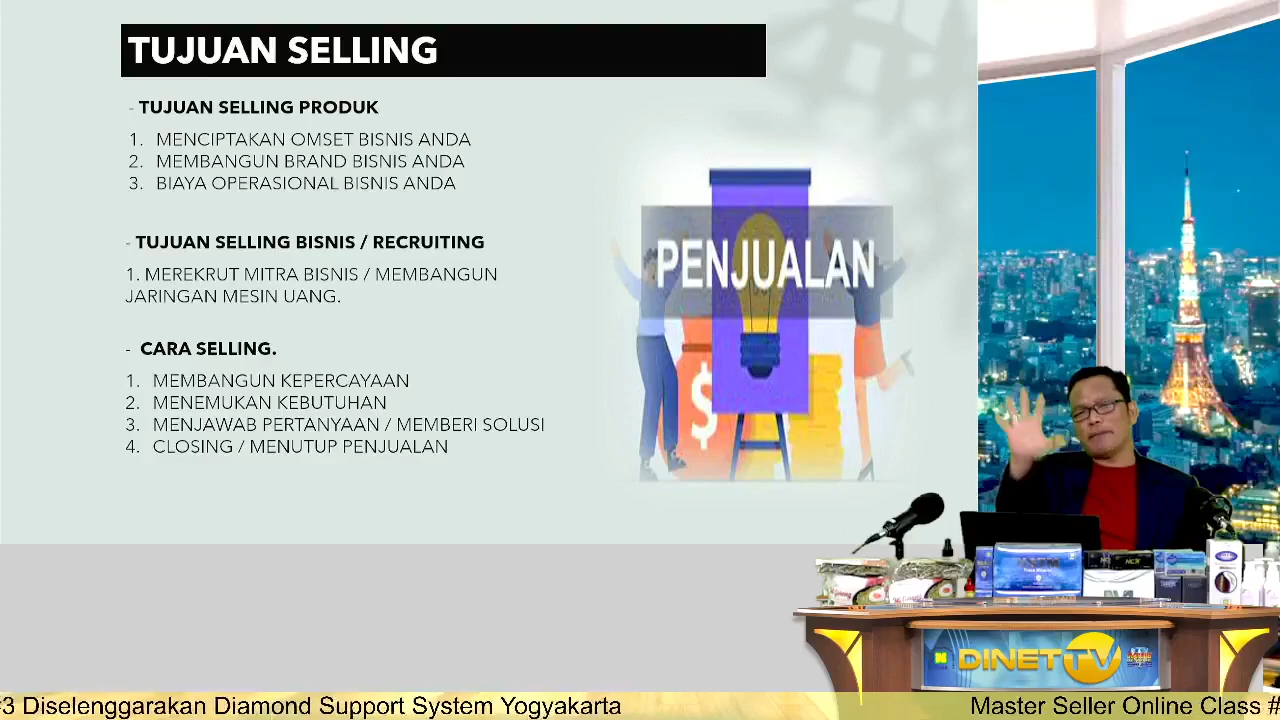 TUJUAN SELLING
- TUJUAN SELLING PRODUK
1. MENCIPTAKAN OMSET BISNIS ANDA
2. MEMBANGUN BRAND BISNIS ANDA
3. BIAYA OPERASIONAL BISNIS ANDA
- TUJUAN SELLING BISNIS / RECRUITING
1. MEREKRUT MITRA BISNIS / MEMBANGUN
JARINGAN MESIN UANG.
- CARA SELLING.
1. MEMBANGUN KEPERCAYAAN
2. MENEMUKAN KEBUTUHAN
3. MENJAWAB PERTANYAAN / MEMBERI SOLUSI
4. CLOSING / MENUTUP PENJUALAN
PENJUALAN
$
DINET TV
#3 Diselenggarakan Diamond Support System Yogyakarta
Master Seller Online Class #